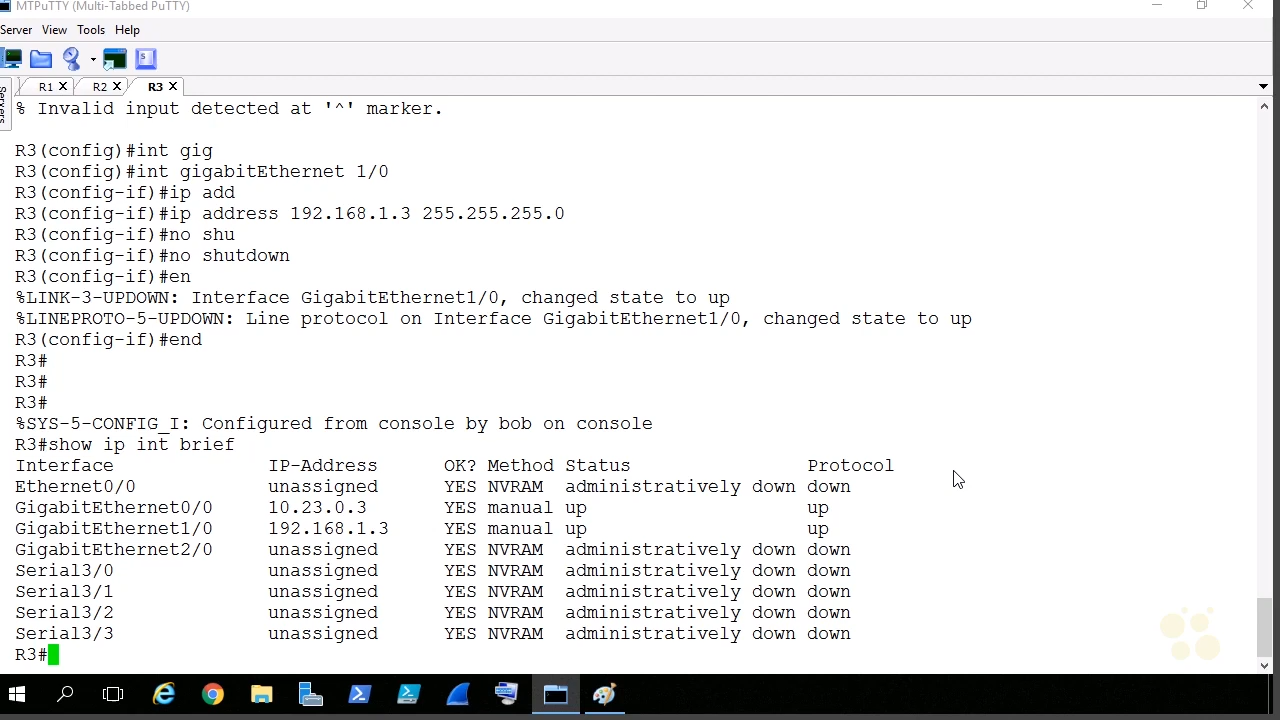 MTPuTTY (Multi-Tabbed PuTTY)
Server View Tools Help
R1 R2 R3
Servers
% Invalid input detected at '^' marker.
R3(config)#int gig
R3(config)#int gigabitEthernet 1/0
R3(config-if)#ip add
R3(config-if)#ip address 192.168.1.3 255.255.255.0
R3(config-if)#no shu
R3(config-if)#no shutdown
R3(config-if)#en
%LINK-3-UPDOWN: Interface GigabitEthernet1/0, changed state to up
%LINEPROTO-5-UPDOWN: Line protocol on Interface GigabitEthernet1/0, changed state to up
R3(config-if)#end
R3#
R3#
R3#
%SYS-5-CONFIG_I: Configured from console by bob on console
R3#show ip int brief
Interface IP-Address OK? Method Status Protocol
Ethernet0/0 unassigned YES NVRAM administratively down down
GigabitEthernet0/0 10.23.0.3 YES manual up up
GigabitEthernet1/0 192.168.1.3 YES manual up up
GigabitEthernet2/0 unassigned YES NVRAM administratively down down
Serial3/0 unassigned YES NVRAM administratively down down
Serial3/1 unassigned YES NVRAM administratively down down
Serial3/2 unassigned YES NVRAM administratively down down
Serial3/3 unassigned YES NVRAM administratively down down
R3#